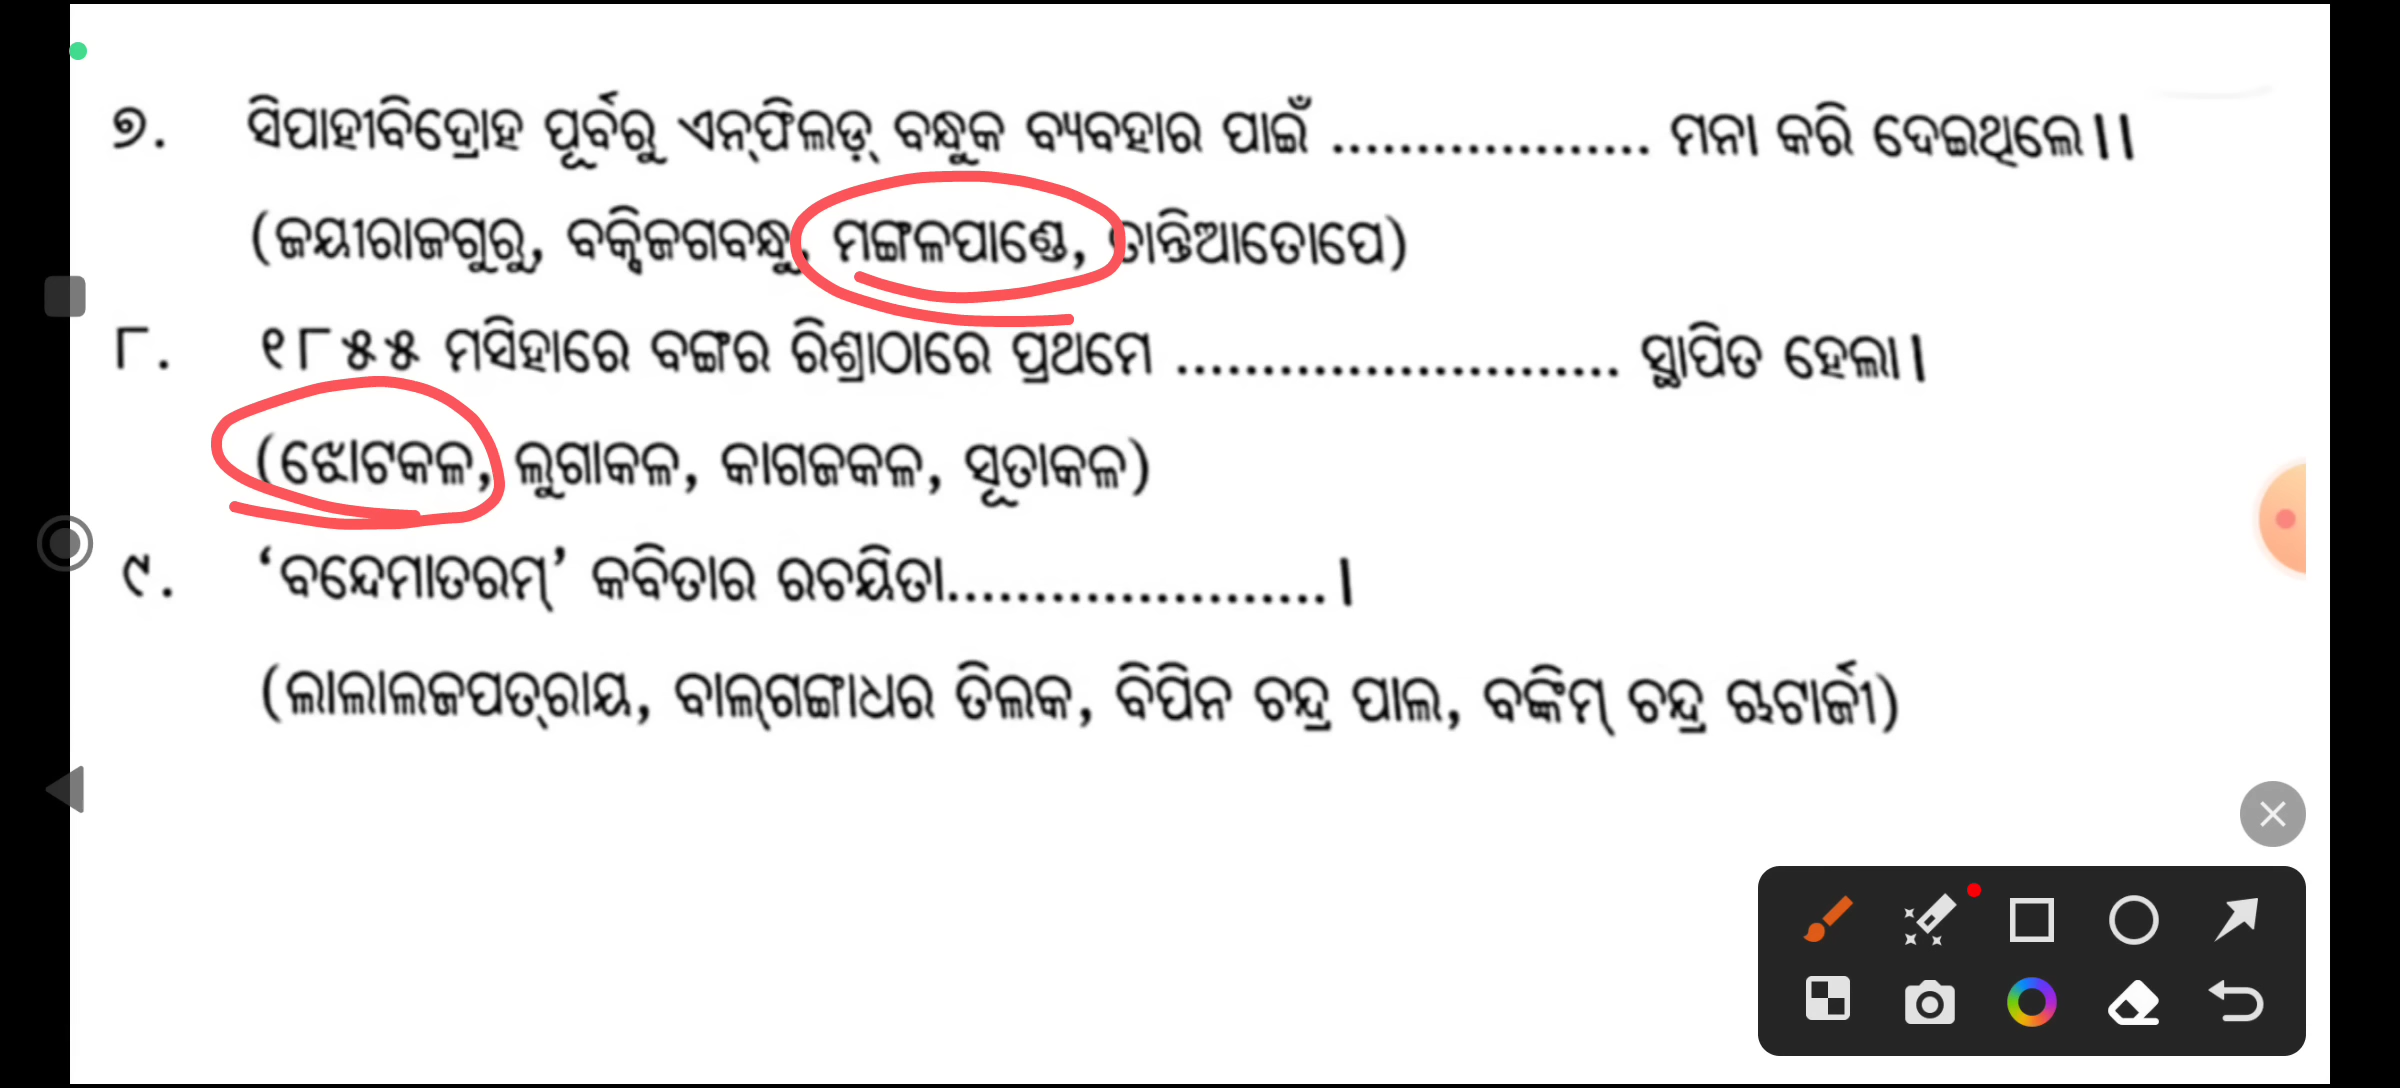 ୭. ସିପାହୀବିଦ୍ରୋହ ପୂର୍ବରୁ ଏନ୍‌ଫିଲଡ଼୍ ବନ୍ଧୁକ ବ୍ୟବହାର ପାଇଁ ................... ମନା କରି ଦେଇଥିଲେ।।
(ଜୟୀରାଜଗୁରୁ, ବକ୍ସିଜଗବନ୍ଧୁ, ମଙ୍ଗଳପାଣ୍ଡେ, ତାନ୍ତିଆତୋପେ)
୮. ୧୮୫୫ ମସିହାରେ ବଙ୍ଗର ରିଶ୍ରାଠାରେ ପ୍ରଥମେ .......................... ସ୍ଥାପିତ ହେଲା।
(ଝୋଟକଳ, ଲୁଗାକଳ, କାଗଜକଳ, ସୂତାକଳ)
୯. ‘ବନ୍ଦେମାତରମ୍’ କବିତାର ରଚୟିତା......................।
(ଲାଲାଲଜପତ୍‌ରାୟ, ବାଲ୍‌ଗଙ୍ଗାଧର ତିଲକ, ବିପିନ ଚନ୍ଦ୍ର ପାଲ, ବଙ୍କିମ୍ ଚନ୍ଦ୍ର ଋଟାର୍ଜୀ)